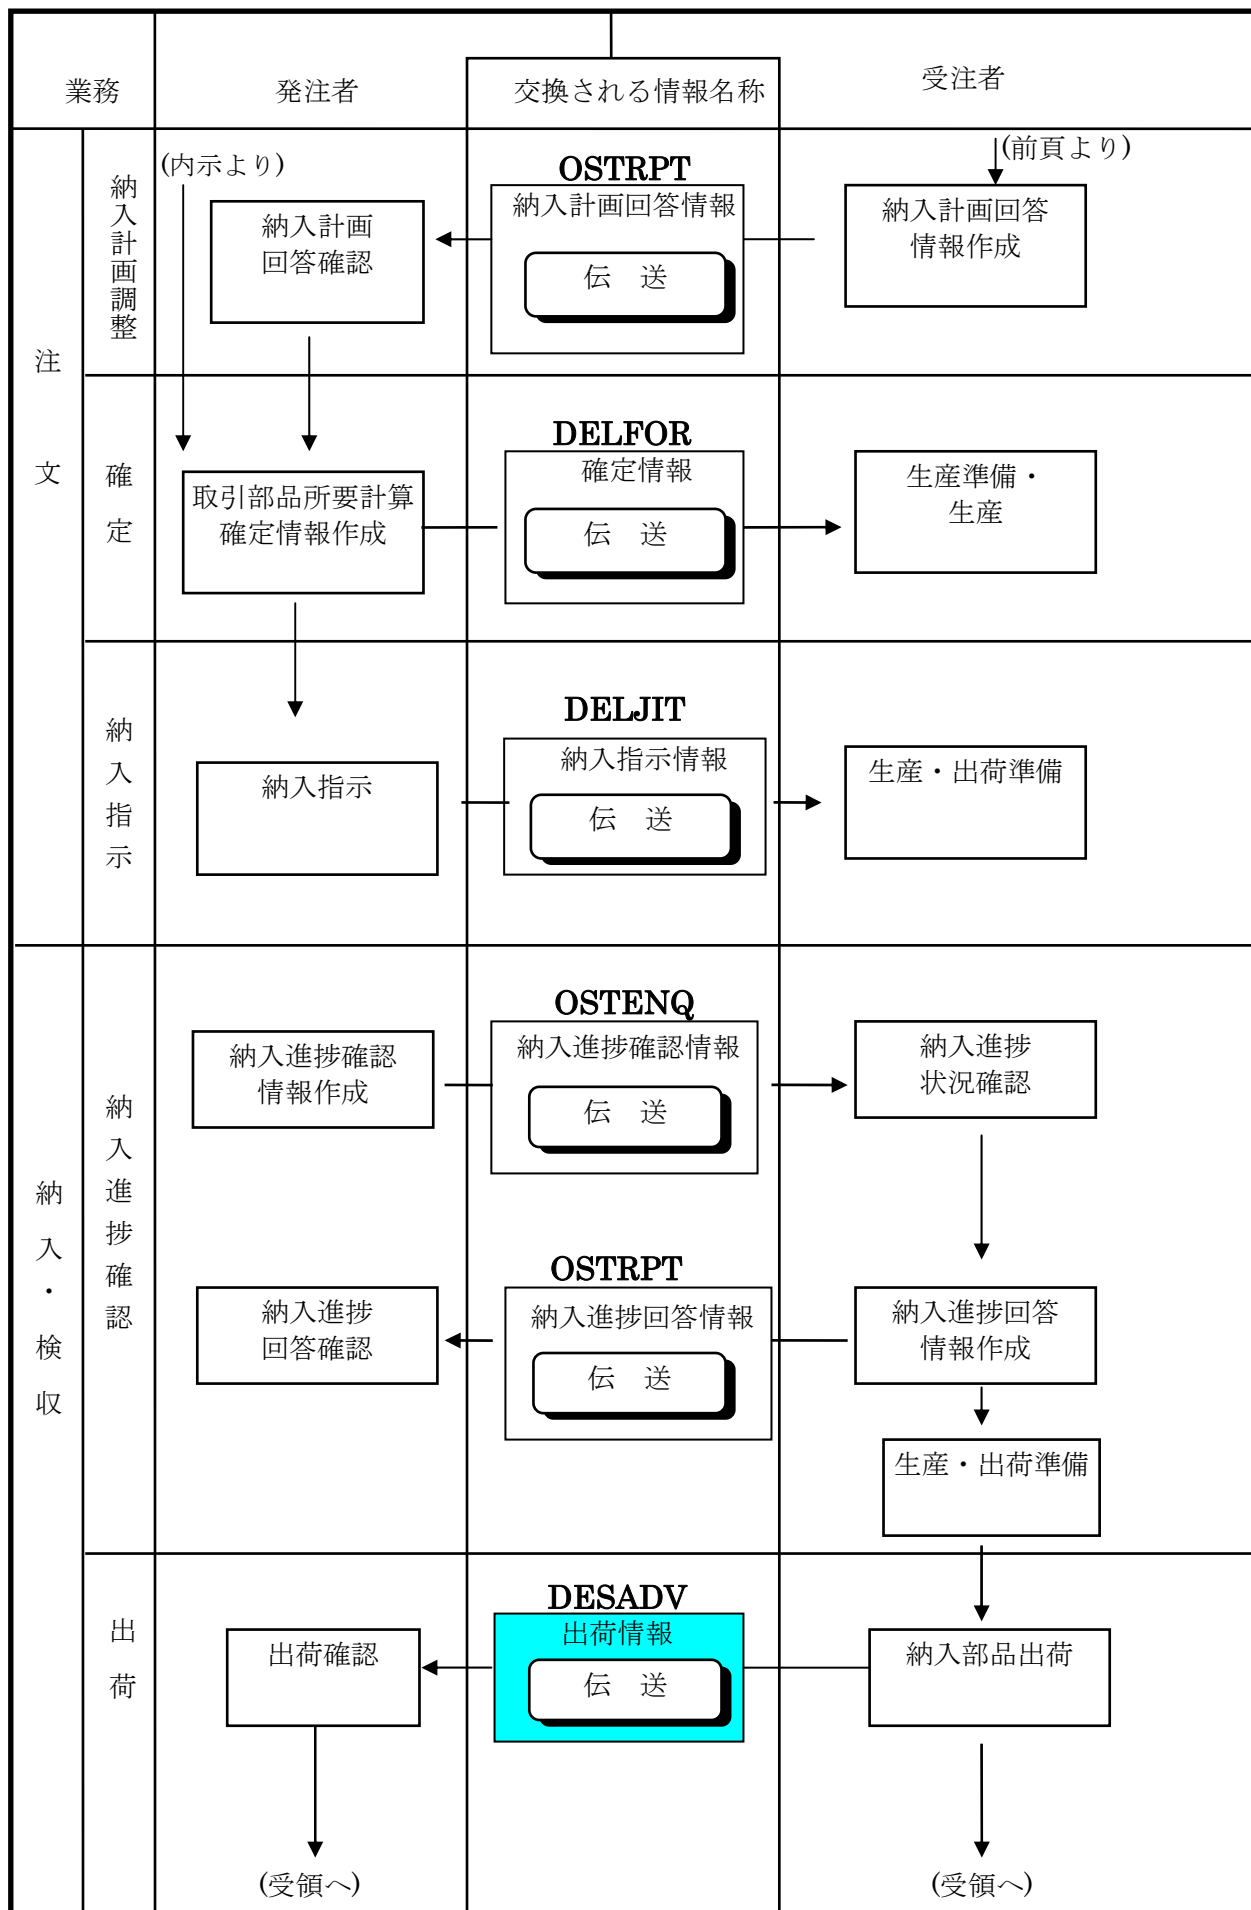 業務
発注者
交換される情報名称
受注者
注文
納入計画調整
(内示より)
納入計画
回答確認
OSTRPT
納入計画回答情報
伝　送
(前頁より)
納入計画回答
情報作成
確定
取引部品所要計算
確定情報作成
DELFOR
確定情報
伝　送
生産準備・
生産
納入指示
納入指示
DELJIT
納入指示情報
伝　送
生産・出荷準備
納入・検収
納入進捗確認
納入進捗確認
情報作成
OSTENQ
納入進捗確認情報
伝　送
納入進捗
状況確認
納入進捗
回答確認
OSTRPT
納入進捗回答情報
伝　送
納入進捗回答
情報作成
生産・出荷準備
出荷
出荷確認
DESADV
出荷情報
伝　送
納入部品出荷
(受領へ)
(受領へ)